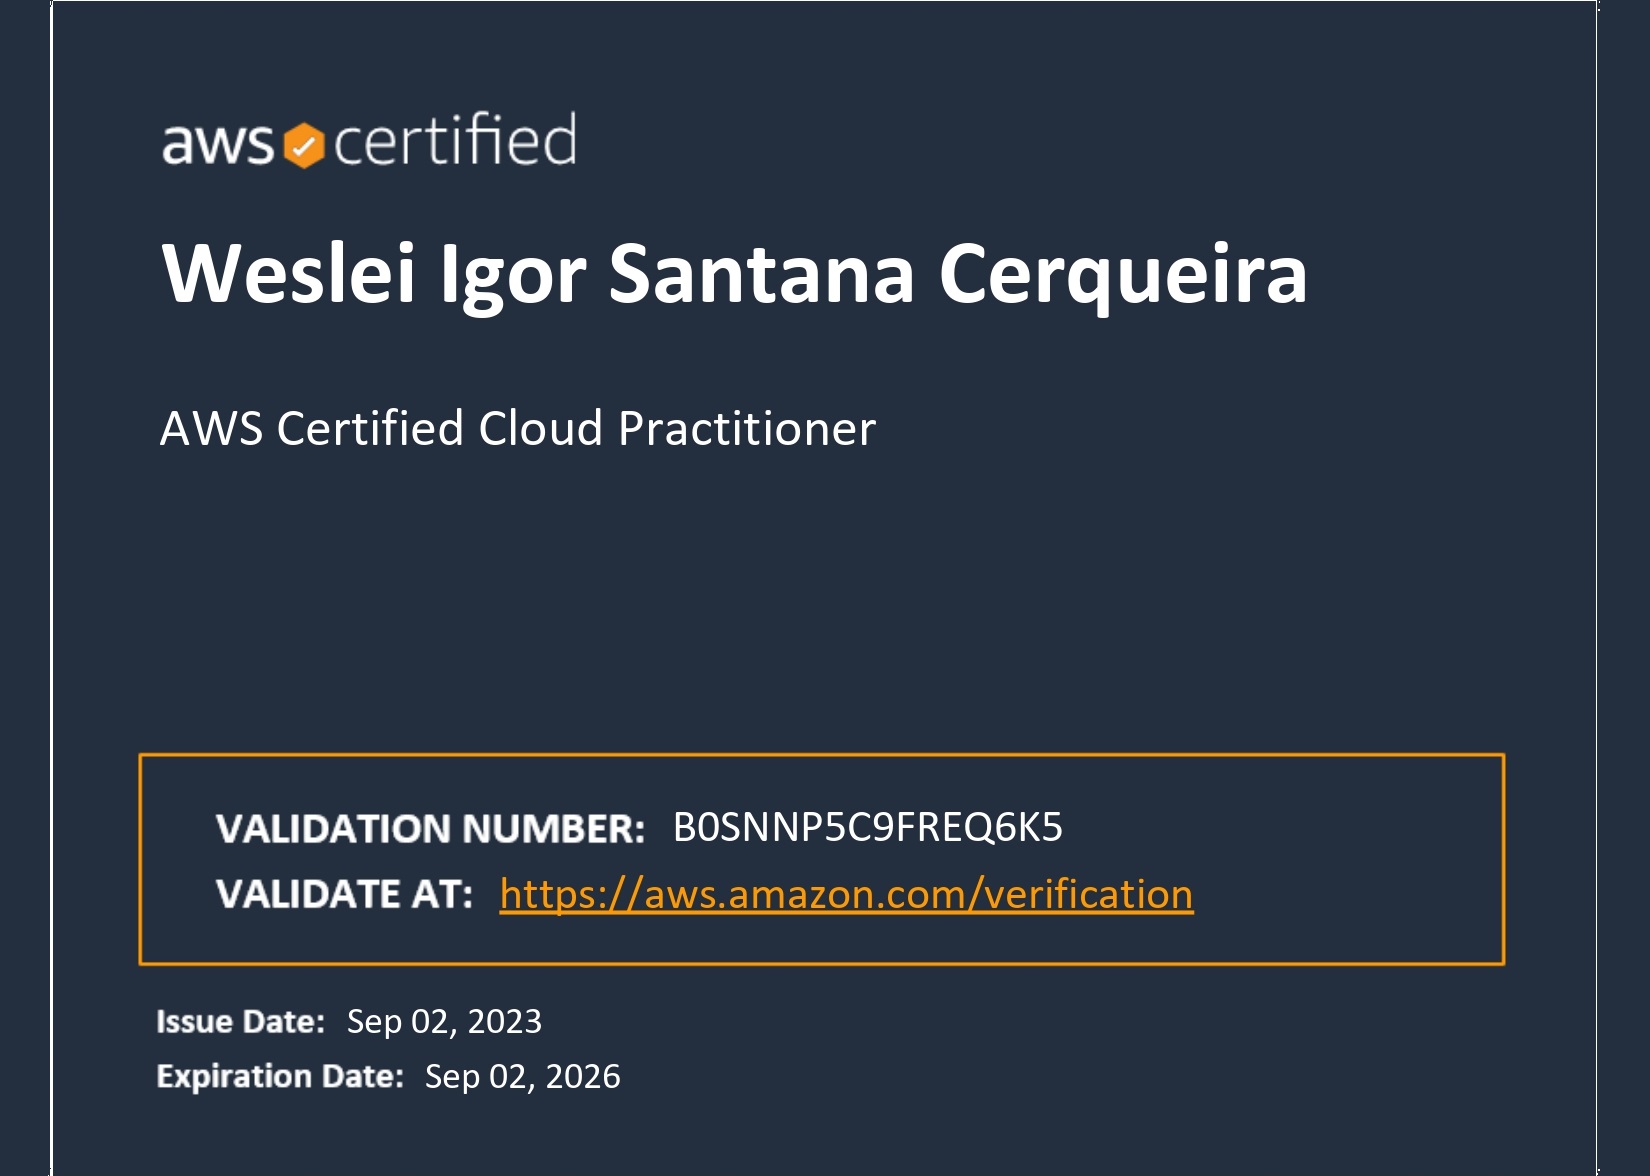 aws certified
Weslei Igor Santana Cerqueira
AWS Certified Cloud Practitioner
VALIDATION NUMBER: B0SNNP5C9FREQ6K5
VALIDATE AT: https://aws.amazon.com/verification
Issue Date: Sep 02, 2023
Expiration Date: Sep 02, 2026